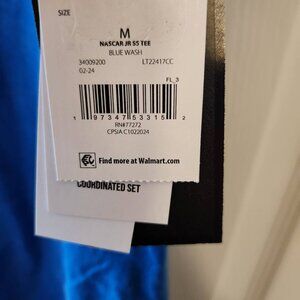 SIZE
M
NASCAR JR SS TEE
BLUE WASH
34009200 LT22417CC
02-24
FL_3
1 97347 53315 2
RN#77272
CPSIA C1022024
Find more at Walmart.com
COORDINATED SET